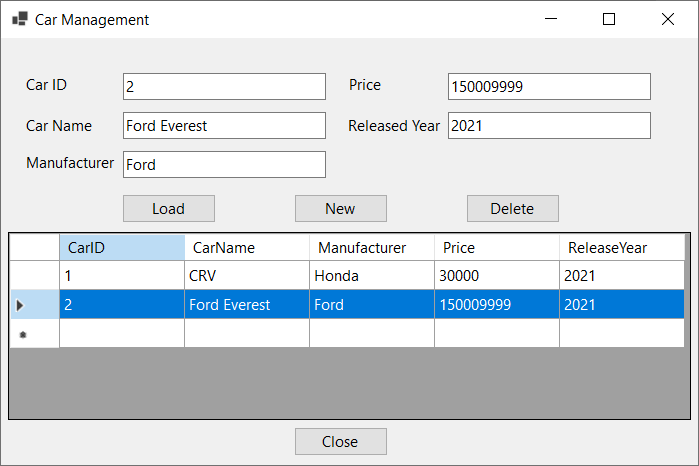 Car Management
Car ID 2 Price 150009999
Car Name Ford Everest Released Year 2021
Manufacturer Ford
Load New Delete
CarID CarName Manufacturer Price ReleaseYear
1 CRV Honda 30000 2021
2 Ford Everest Ford 150009999 2021
Close